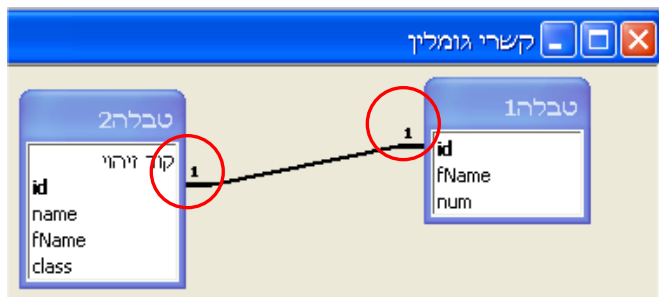 קשרי גומלין
טבלה1
1
id
fName
num
טבלה2
1
קוד זיהוי
id
name
fName
class